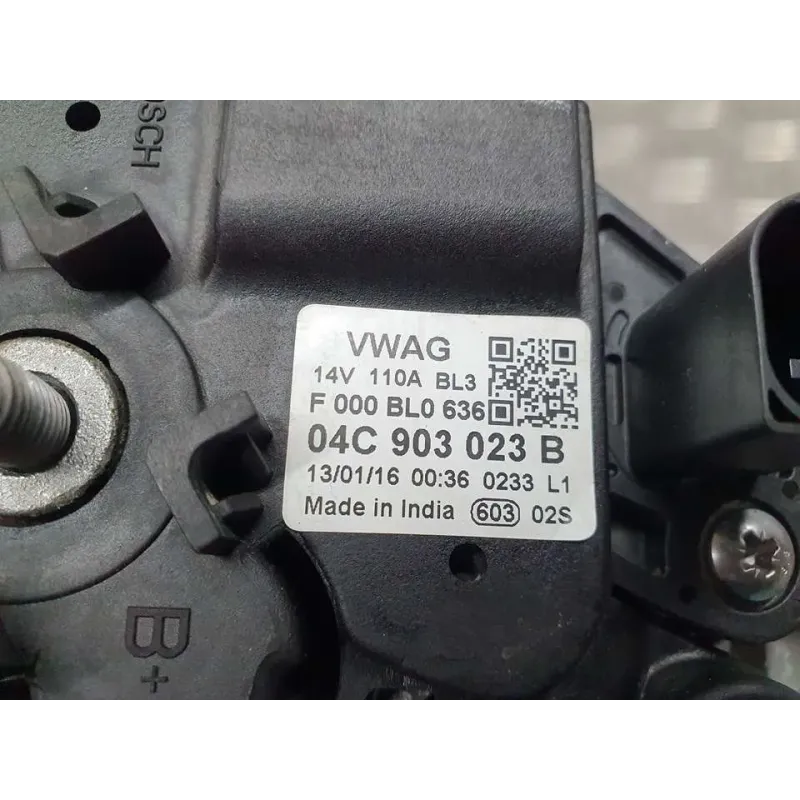 OSCH
VWAG
14V 110A BL3
F 000 BL0 636
04C 903 023 B
13/01/16 00:36 0233 L1
Made in India 603 02S
B+